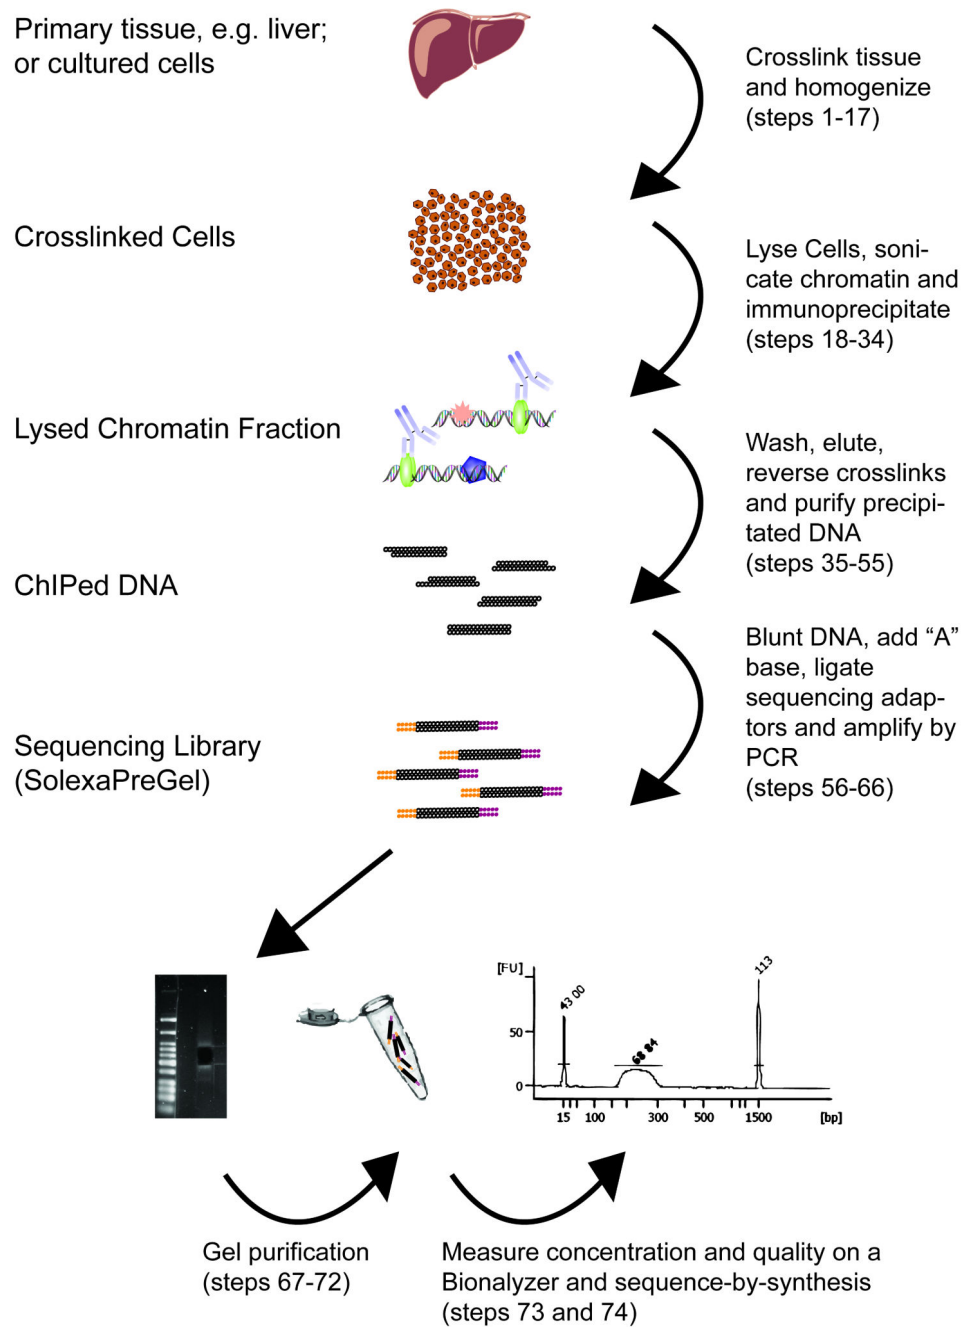 Primary tissue, e.g. liver;
or cultured cells
Crosslink tissue
and homogenize
(steps 1-17)
Crosslinked Cells
Lyse Cells, soni-
cate chromatin and
immunoprecipitate
(steps 18-34)
Lysed Chromatin Fraction
Wash, elute,
reverse crosslinks
and purify precipi-
tated DNA
(steps 35-55)
ChIPed DNA
Blunt DNA, add “A”
base, ligate
sequencing adap-
tors and amplify by
PCR
(steps 56-66)
Sequencing Library
(SolexaPreGel)
[FU]
50
0
43 00
68 84
113
15 100 300 500 1500 [bp]
Gel purification
(steps 67-72)
Measure concentration and quality on a
Bionalyzer and sequence-by-synthesis
(steps 73 and 74)